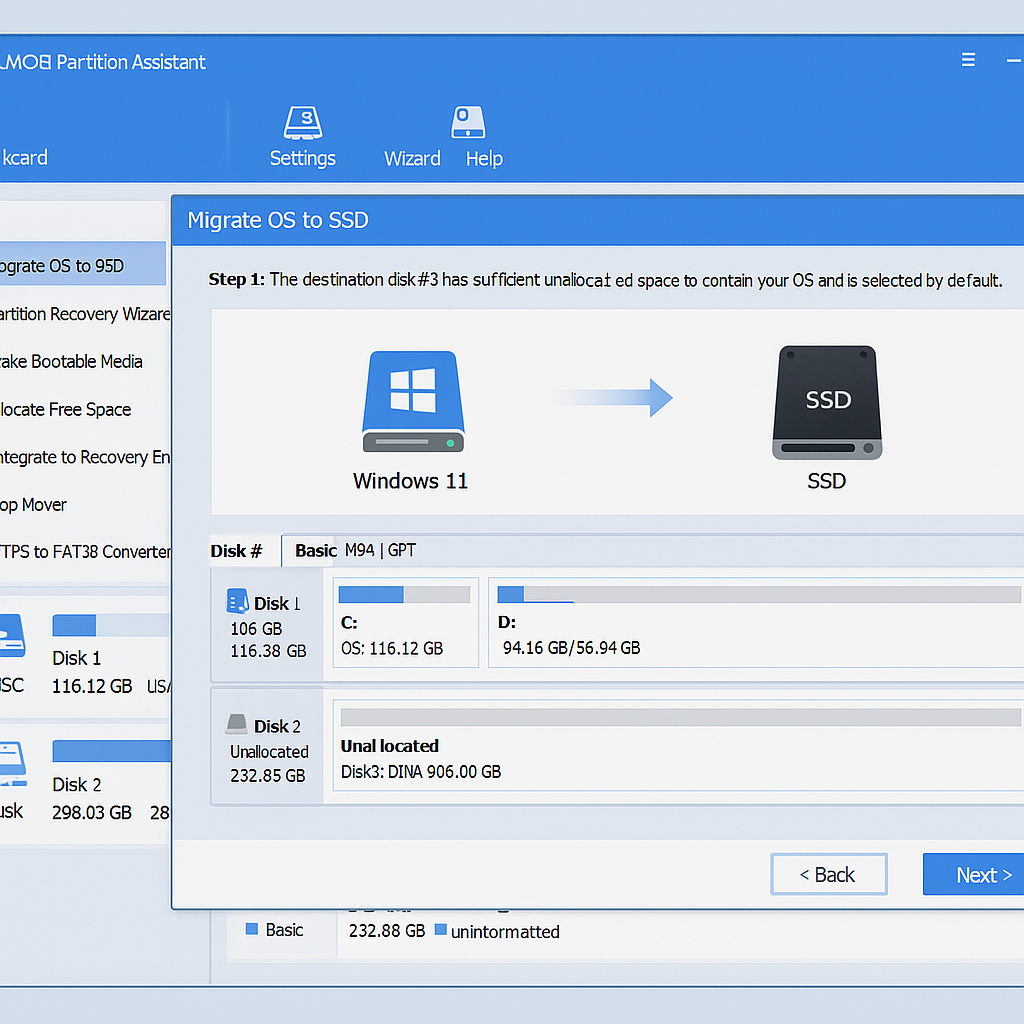 Partition Assistant
kcard
3
Settings
Wizard
Help
Migrate OS to SSD
ograte OS to 95D
artition Recovery Wizare
ake Bootable Media
locate Free Space
ntegrate to Recovery En
op Mover
TPS to FAT38 Converter
Step 1: The destination disk#3 has sufficient unallocat ed space to contain your OS and is selected by default.
SSD
Windows 11
SSD
Disk #
Basic M94 | GPT
Disk 1
106 GB
116.38 GB
C:
OS: 116.12 GB
D:
94.16 GB/56.94 GB
Disk 2
Unallocated
232.85 GB
Unal located
Disk3: DINA 906.00 GB
Disk 1
SC
116.12 GB US/
Disk 2
usk
298.03 GB 28
< Back
Next >
Basic
232.88 GB
unintormatted